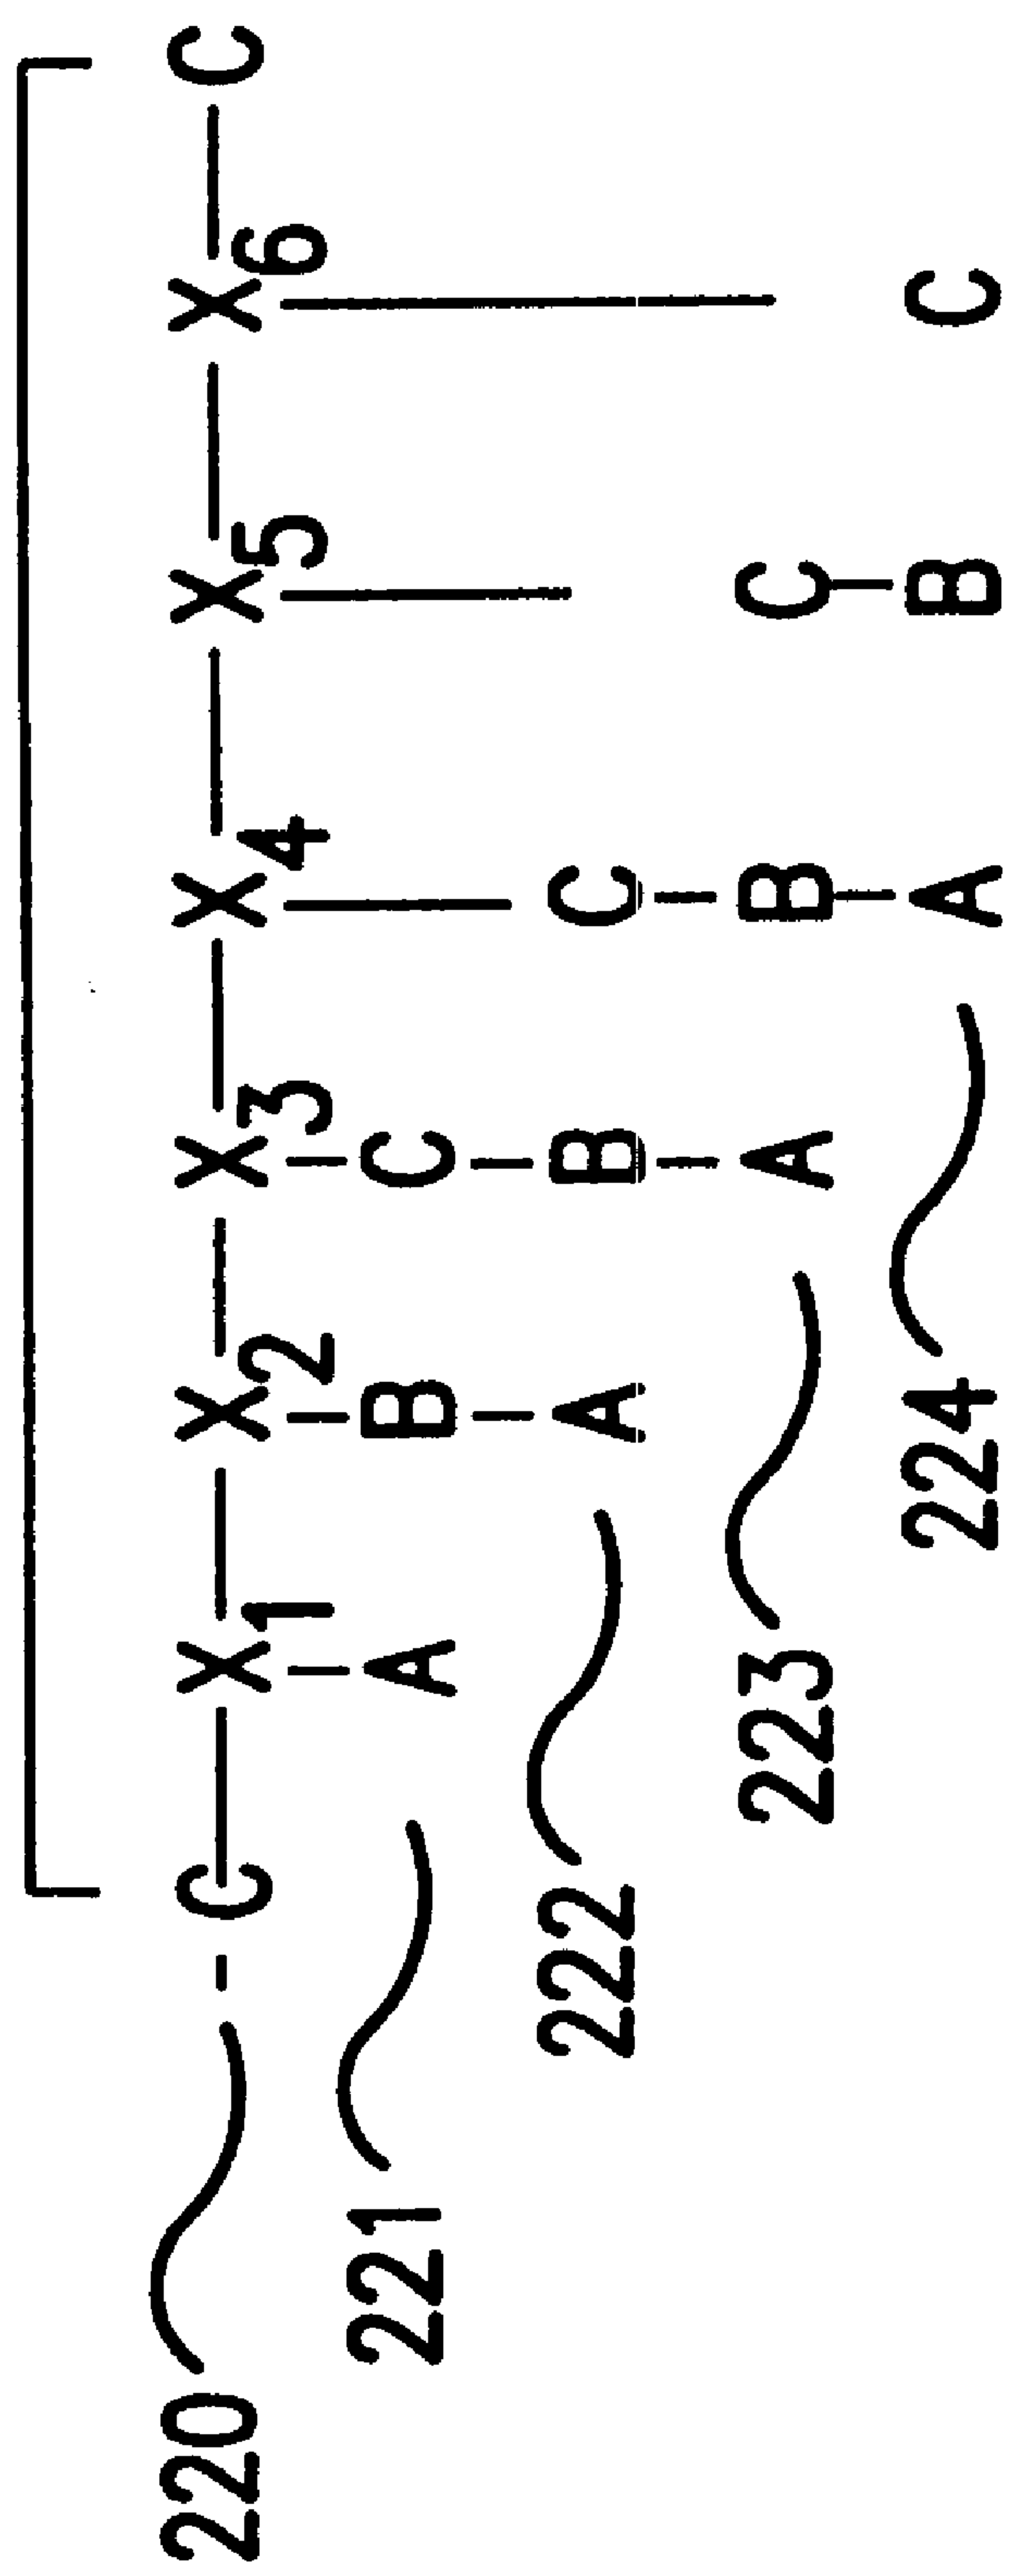 220 - C — X1 — X2 — X3 — X4 — X5 — X6 — C
221 A B C
222 A B C
223 A B C
224 A B C